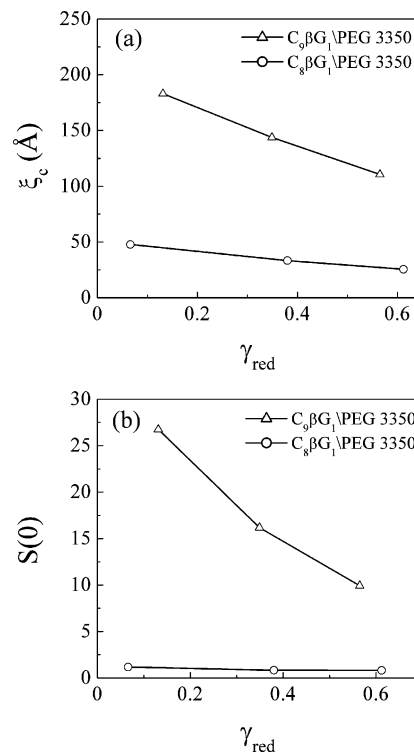 (a)
C₉βG₁\PEG 3350
C₈βG₁\PEG 3350
250
200
150
100
50
0
ξc (Å)
0 0.2 0.4 0.6
γred
(b)
C₉βG₁\PEG 3350
C₈βG₁\PEG 3350
30
25
20
15
10
5
0
S(0)
0 0.2 0.4 0.6
γred